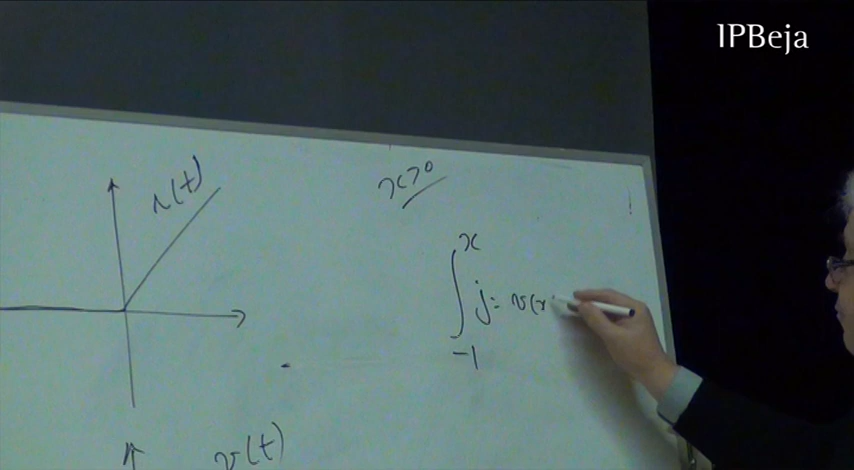 IPBeja
r(t)
x>0
∫_{-1}^{x} j = v(x
v(t)